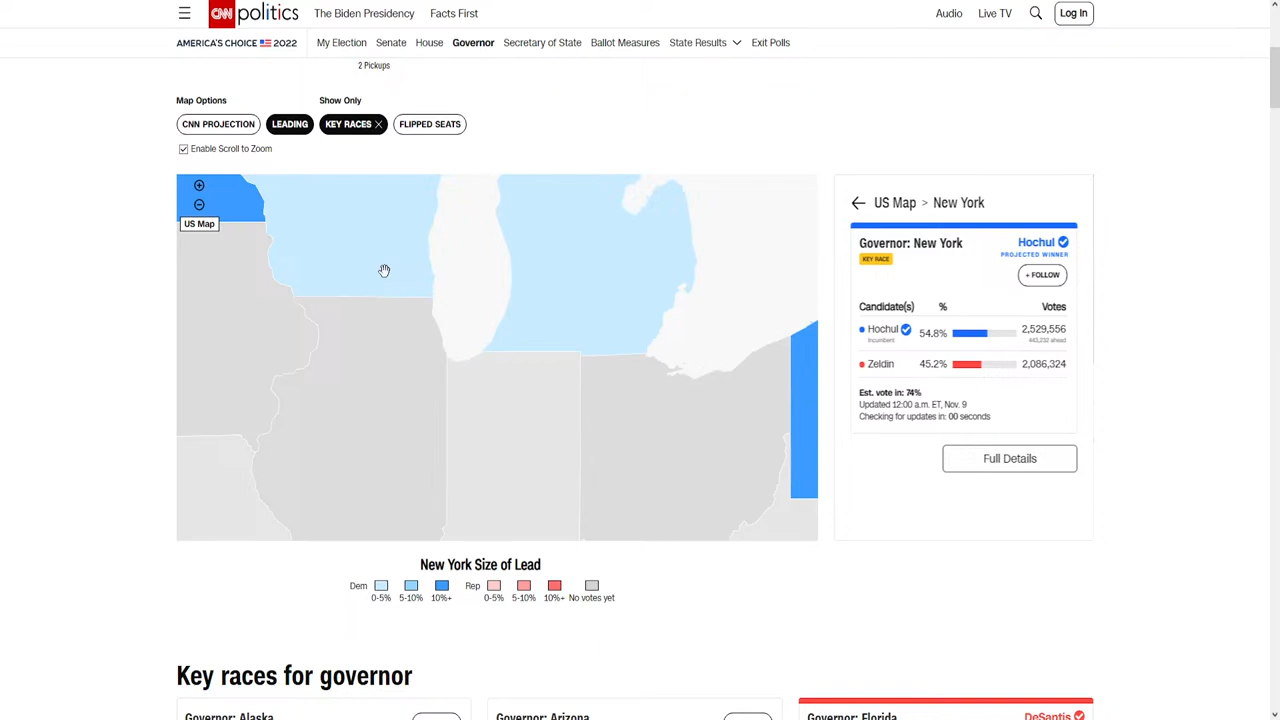 CNN politics The Biden Presidency Facts First Audio Live TV Log In
AMERICA'S CHOICE 2022 My Election Senate House Governor Secretary of State Ballot Measures State Results Exit Polls
2 Pickups
Map Options Show Only
CNN PROJECTION LEADING KEY RACES FLIPPED SEATS
Enable Scroll to Zoom
US Map
US Map > New York
Governor: New York Hochul
KEY RACE PROJECTED WINNER
+ FOLLOW
Candidate(s) % Votes
Hochul 54.8% 2,529,556
Incumbent 443,232 ahead
Zeldin 45.2% 2,086,324
Est. vote in: 74%
Updated 12:00 a.m. ET, Nov. 9
Checking for updates in: 00 seconds
Full Details
New York Size of Lead
Dem Rep
0-5% 5-10% 10%+ 0-5% 5-10% 10%+ No votes yet
Key races for governor
Governor: Alaska Governor: Arizona Governor: Florida DeSantis